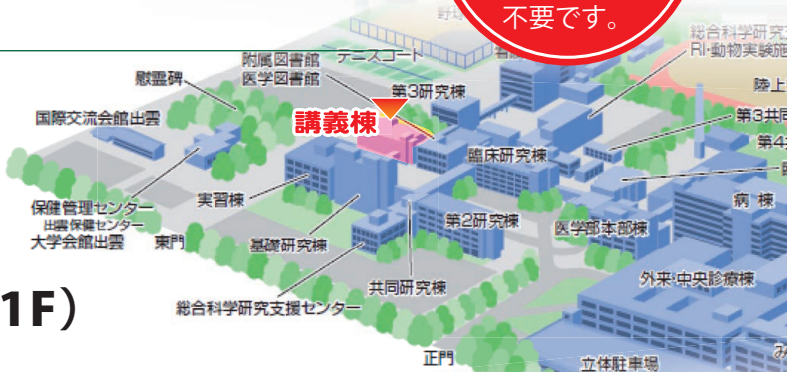 不要です。
総合科学研究支
RI・動物実験施
附属図書館
医学図書館
テニスコート
慰霊碑
第3研究棟
国際交流会館出雲
講義棟
臨床研究棟
陸上
第3共同
第4
病棟
保健管理センター
出雲保健センター
大学会館出雲
東門
実習棟
基礎研究棟
第2研究棟
医学部本部棟
外来・中央診療棟
共同研究棟
総合科学研究支援センター
1F）
正門
立体駐車場
み